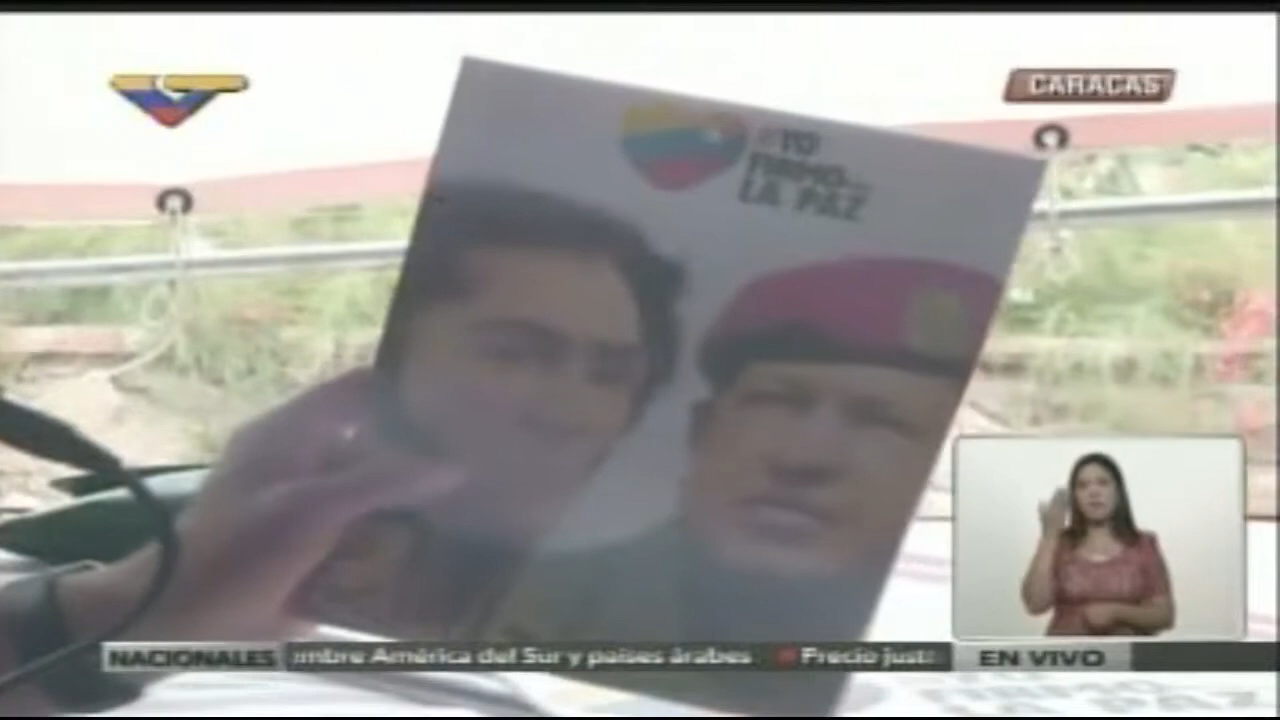 CARACAS
#YO
FIRMO...
LA PAZ
NACIONALES
mbre América del Sur y países árabes # Precio just
EN VIVO